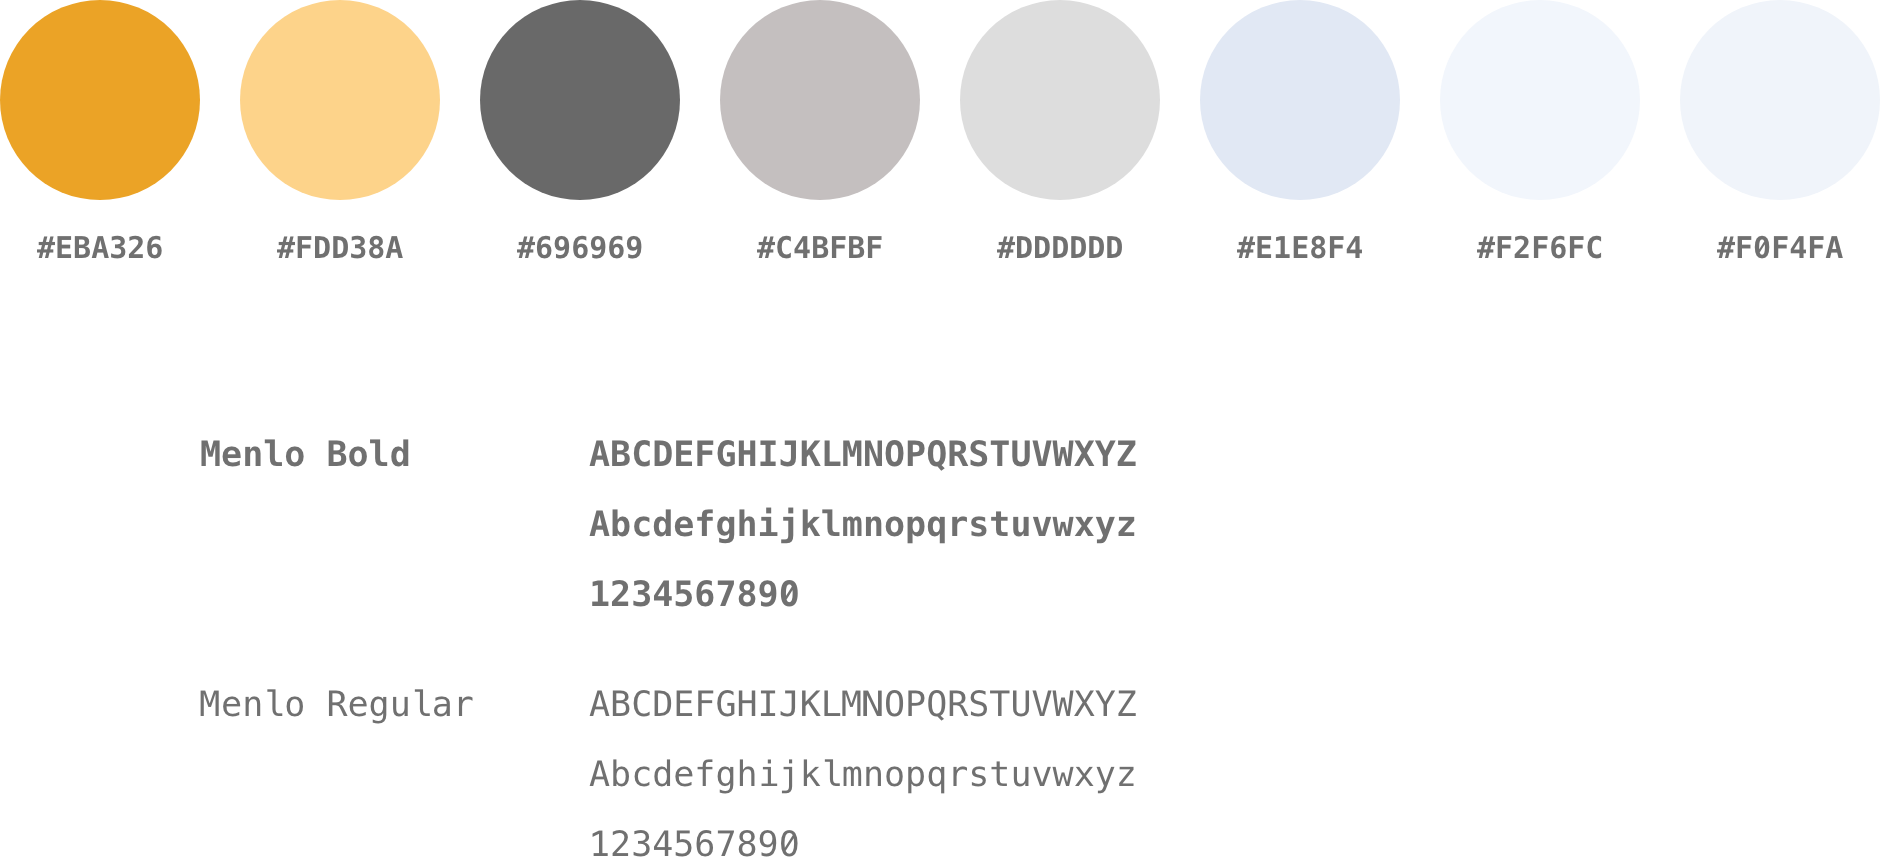 #EBA326 #FDD38A #696969 #C4BFBF #DDDDDD #E1E8F4 #F2F6FC #F0F4FA
Menlo Bold ABCDEFGHIJKLMNOPQRSTUVWXYZ
Abcdefghijklmnopqrstuvwxyz
1234567890
Menlo Regular ABCDEFGHIJKLMNOPQRSTUVWXYZ
Abcdefghijklmnopqrstuvwxyz
1234567890